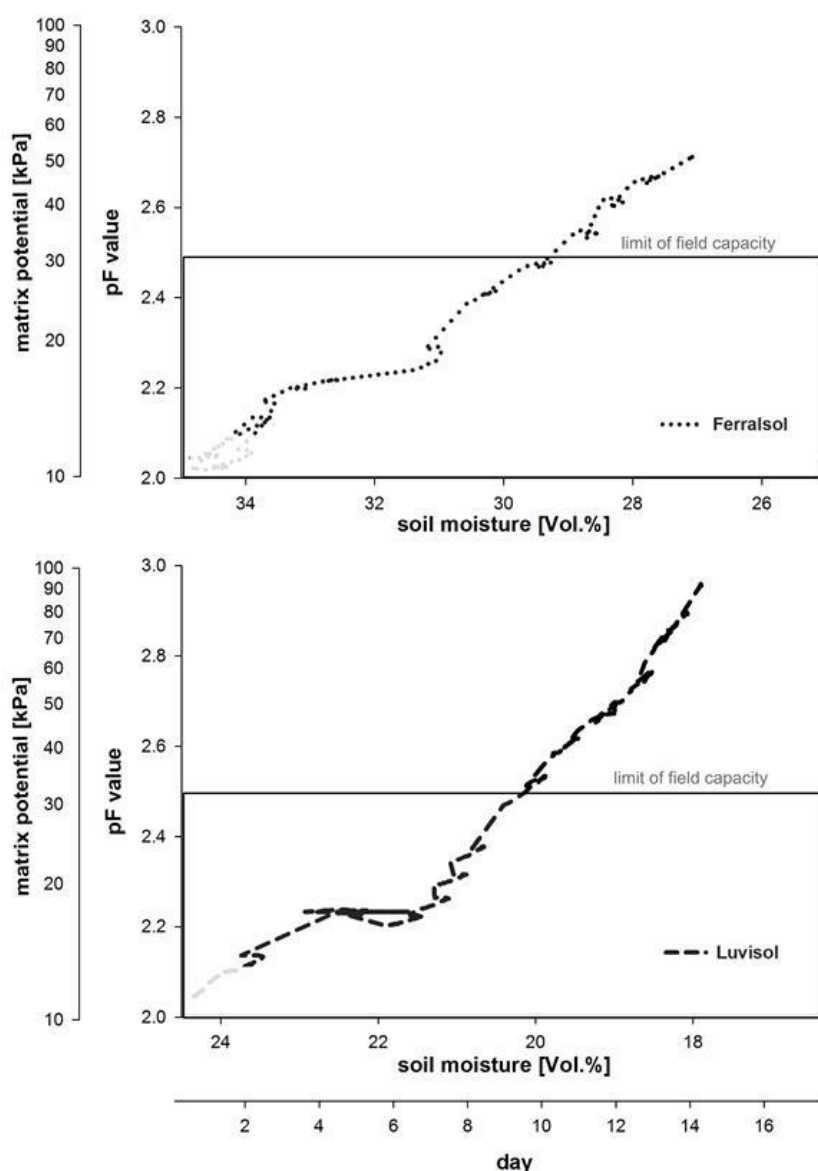 matrix potential [kPa]
100
90
80
70
60
50
40
30
20
10
pF value
3.0
2.8
2.6
2.4
2.2
2.0
limit of field capacity
Ferralsol
34 32 30 28 26
soil moisture [Vol.%]
matrix potential [kPa]
100
90
80
70
60
50
40
30
20
10
pF value
3.0
2.8
2.6
2.4
2.2
2.0
limit of field capacity
Luvisol
24 22 20 18
soil moisture [Vol.%]
2 4 6 8 10 12 14 16
day